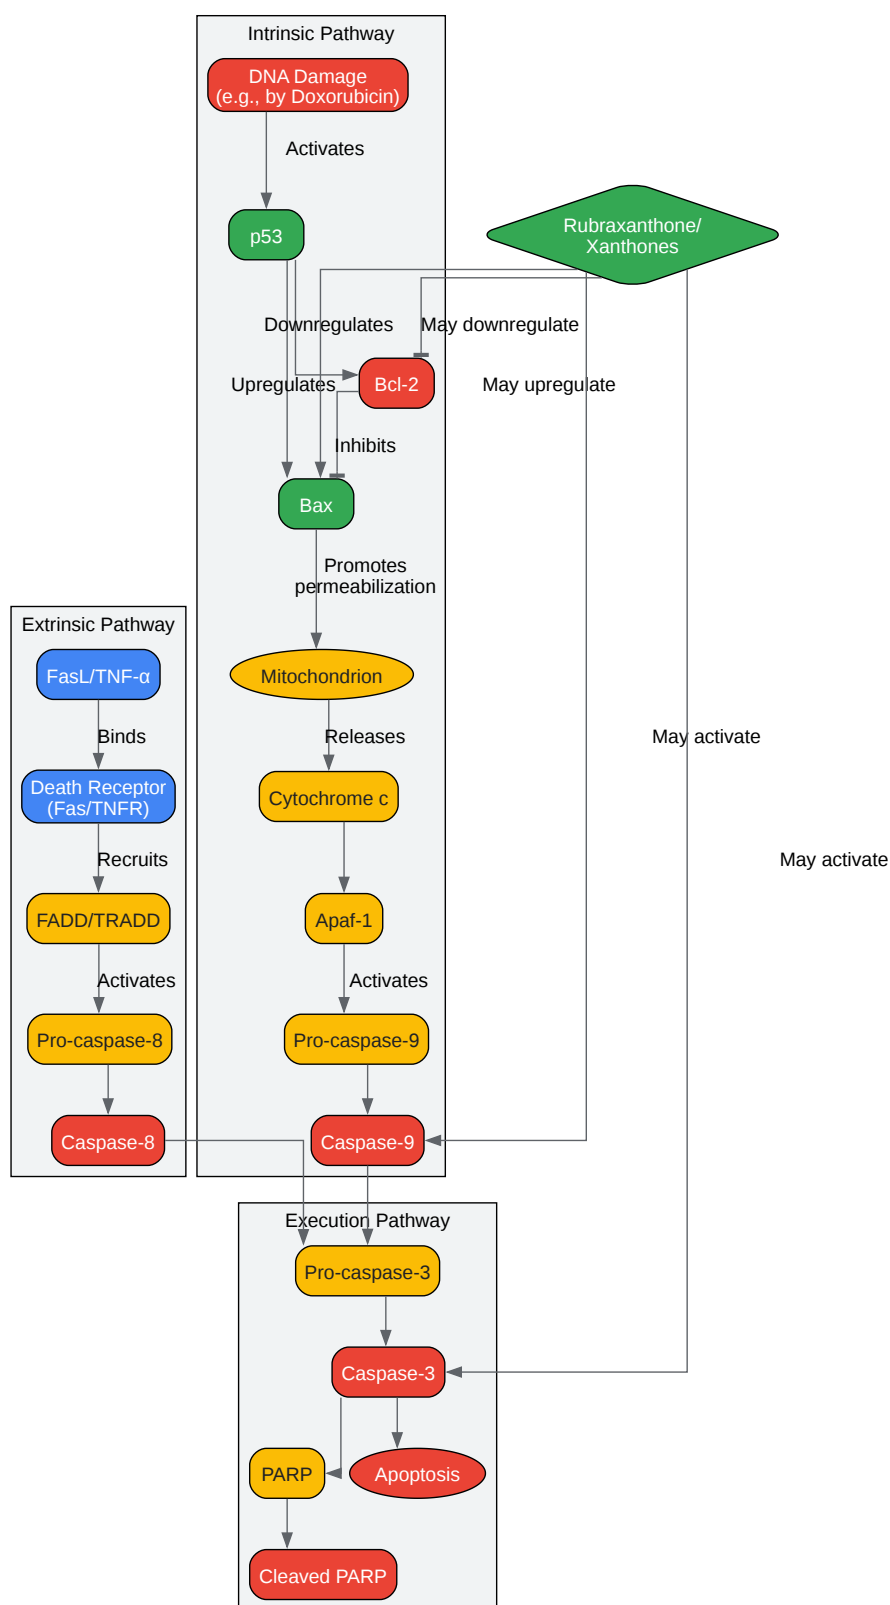 Intrinsic Pathway
DNA Damage
(e.g., by Doxorubicin)
Activates
p53
Rubraxanthone/
Xanthones
Downregulates
May downregulate
Upregulates
Bcl-2
May upregulate
Inhibits
Bax
Promotes
permeabilization
Extrinsic Pathway
FasL/TNF-α
Mitochondrion
Binds
Releases
May activate
Death Receptor
(Fas/TNFR)
Cytochrome c
Recruits
May activate
FADD/TRADD
Apaf-1
Activates
Activates
Pro-caspase-8
Pro-caspase-9
Caspase-8
Caspase-9
Execution Pathway
Pro-caspase-3
Caspase-3
PARP
Apoptosis
Cleaved PARP